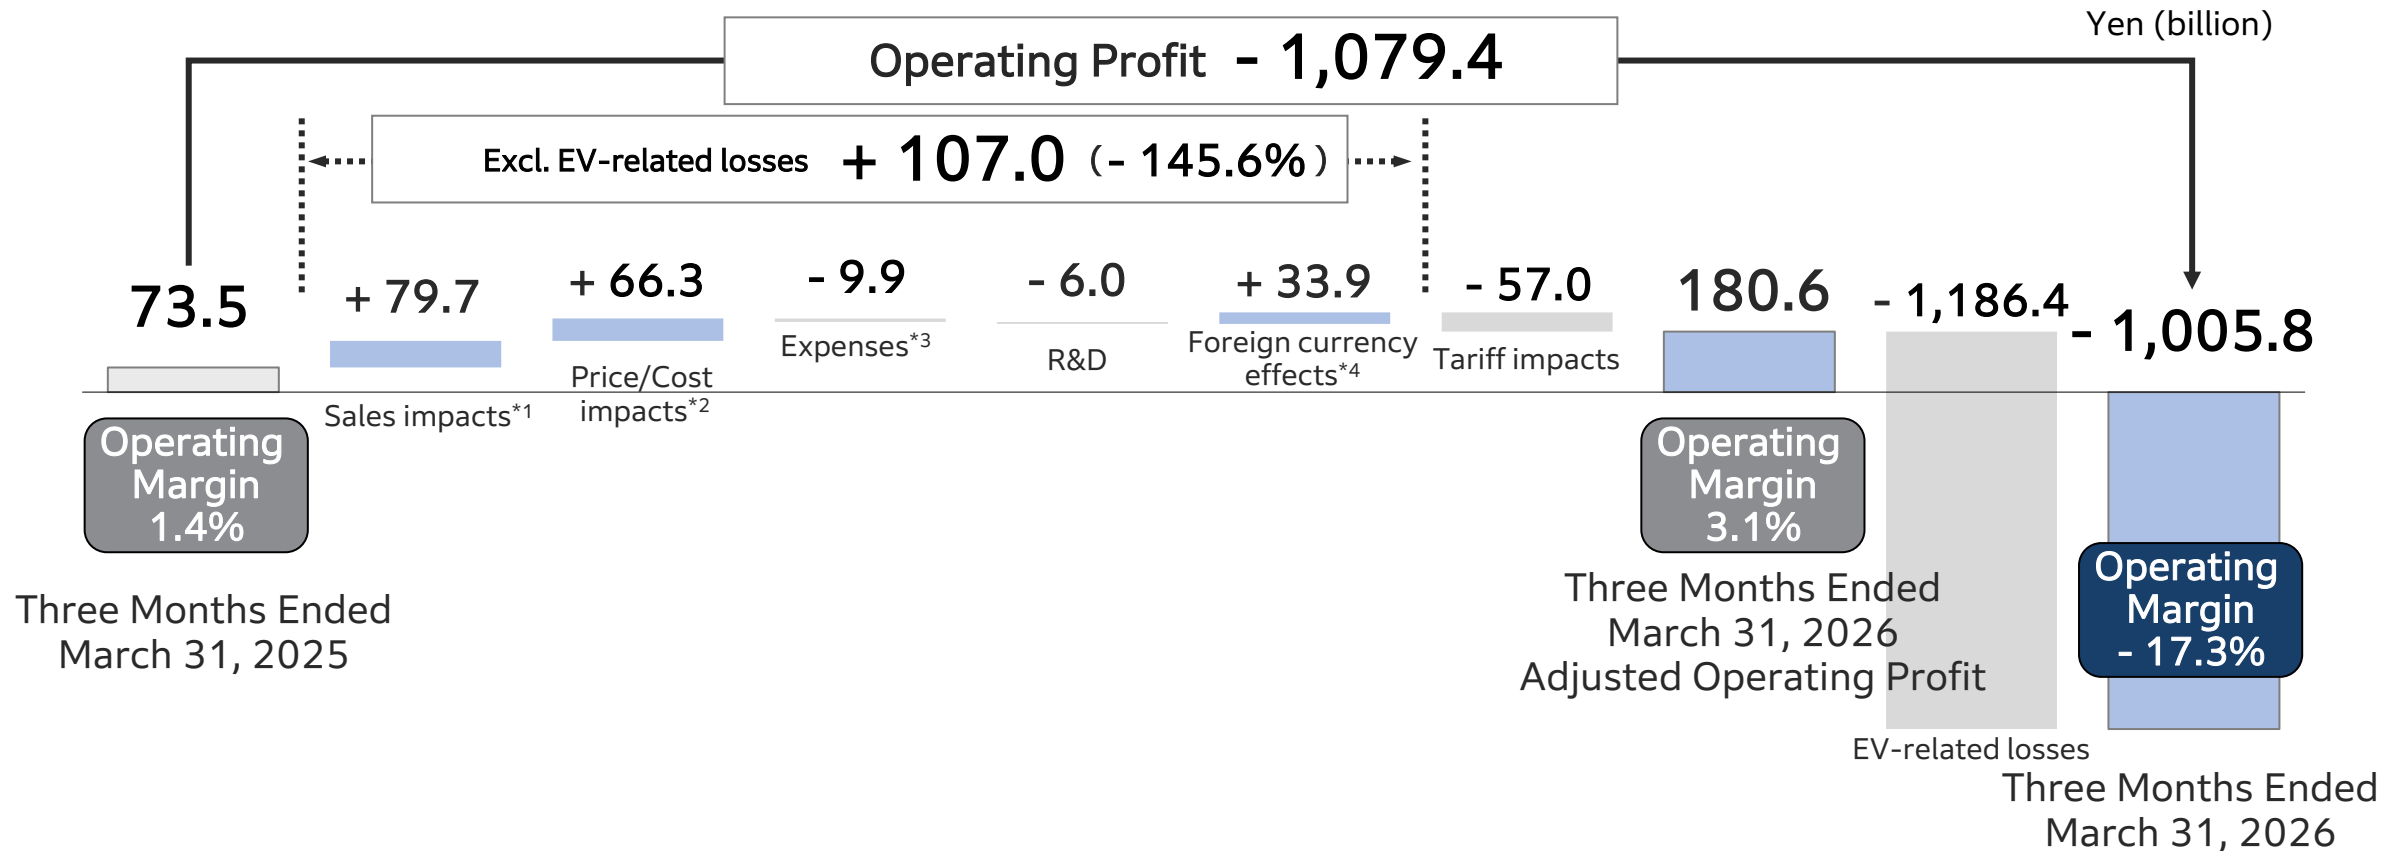 Yen (billion)
Operating Profit - 1,079.4
Excl. EV-related losses + 107.0 (- 145.6%)
73.5
+ 79.7
+ 66.3
- 9.9
- 6.0
+ 33.9
- 57.0
180.6
- 1,186.4
- 1,005.8
Sales impacts*1
Price/Cost
impacts*2
Expenses*3
R&D
Foreign currency
effects*4
Tariff impacts
Operating
Margin
1.4%
Three Months Ended
March 31, 2025
Operating
Margin
3.1%
Three Months Ended
March 31, 2026
Adjusted Operating Profit
EV-related losses
Operating
Margin
- 17.3%
Three Months Ended
March 31, 2026